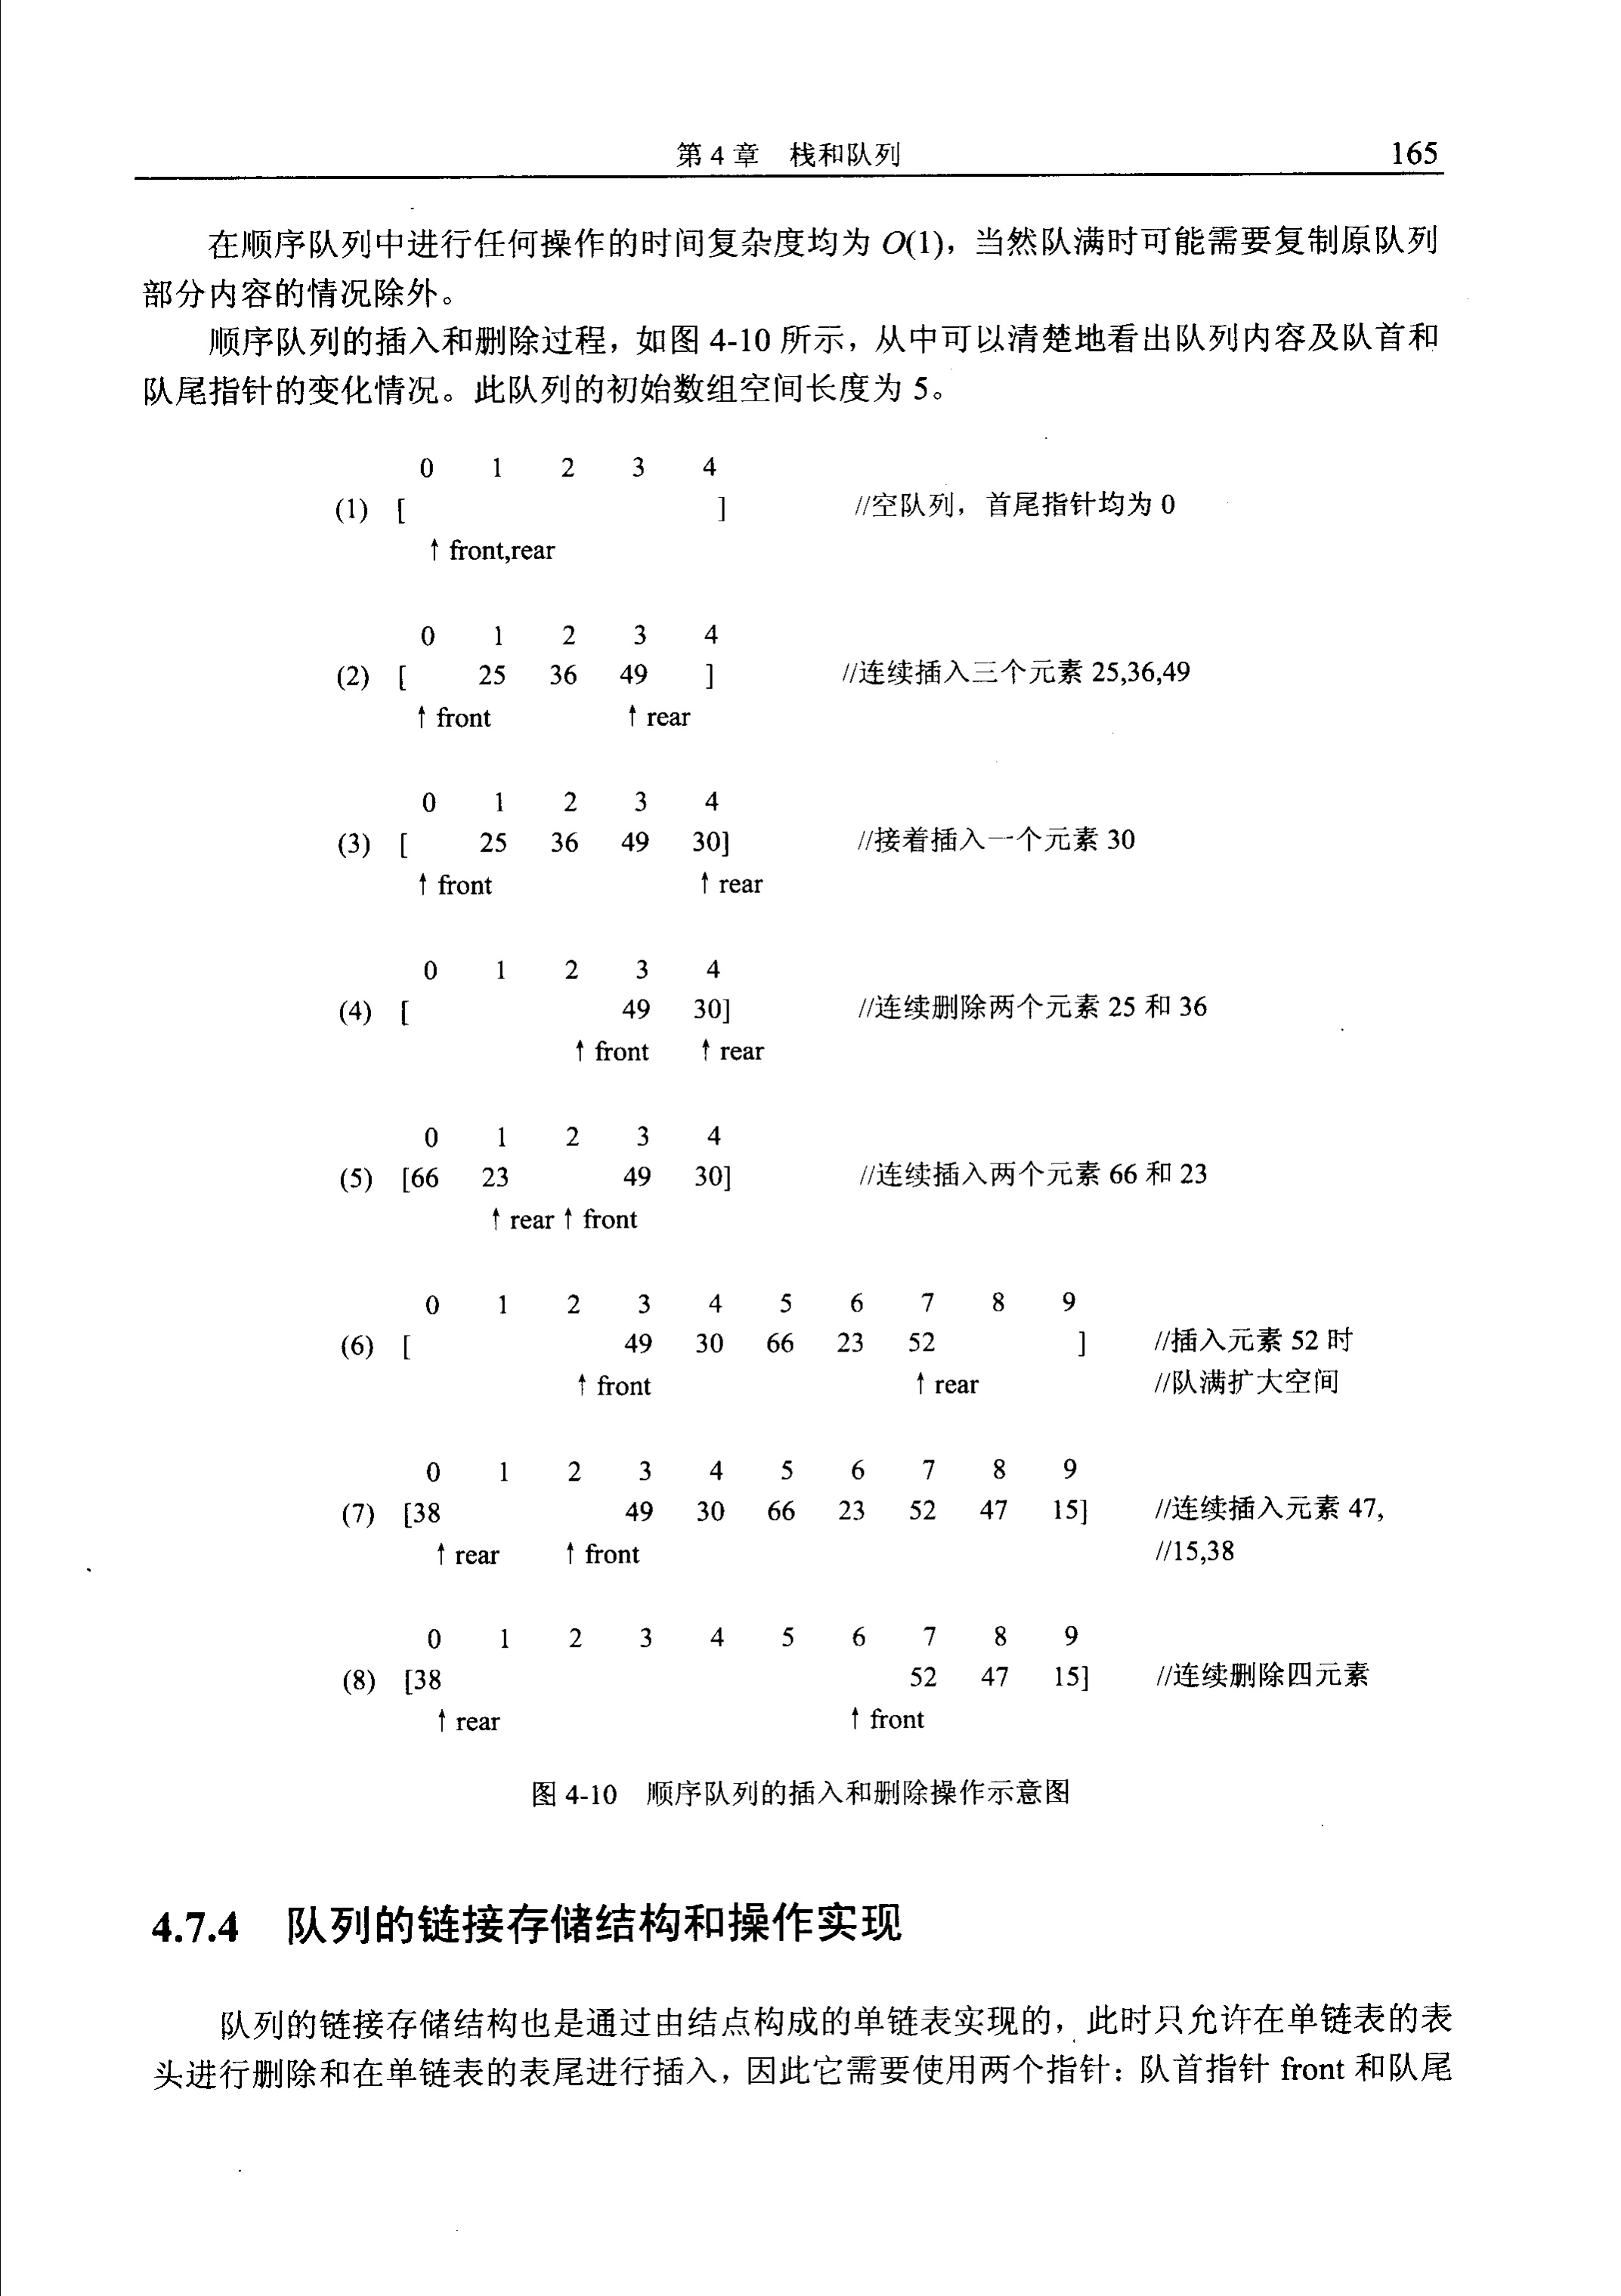 第 4 章 栈和队列 165
在顺序队列中进行任何操作的时间复杂度均为 O(1)，当然队满时可能需要复制原队列
部分内容的情况除外。
顺序队列的插入和删除过程，如图 4-10 所示，从中可以清楚地看出队列内容及队首和
队尾指针的变化情况。此队列的初始数组空间长度为 5。
0 1 2 3 4
(1) [ ] //空队列，首尾指针均为 0
↑ front,rear
0 1 2 3 4
(2) [ 25 36 49 ] //连续插入三个元素 25,36,49
↑ front ↑ rear
0 1 2 3 4
(3) [ 25 36 49 30] //接着插入一个元素 30
↑ front ↑ rear
0 1 2 3 4
(4) [ 49 30] //连续删除两个元素 25 和 36
↑ front ↑ rear
0 1 2 3 4
(5) [66 23 49 30] //连续插入两个元素 66 和 23
↑ rear ↑ front
0 1 2 3 4 5 6 7 8 9
(6) [ 49 30 66 23 52 ] //插入元素 52 时
↑ front ↑ rear //队满扩大空间
0 1 2 3 4 5 6 7 8 9
(7) [38 49 30 66 23 52 47 15] //连续插入元素 47,
↑ rear ↑ front //15,38
0 1 2 3 4 5 6 7 8 9
(8) [38 52 47 15] //连续删除四元素
↑ rear ↑ front
图 4-10 顺序队列的插入和删除操作示意图
4.7.4 队列的链接存储结构和操作实现
队列的链接存储结构也是通过由结点构成的单链表实现的，此时只允许在单链表的表
头进行删除和在单链表的表尾进行插入，因此它需要使用两个指针：队首指针 front 和队尾